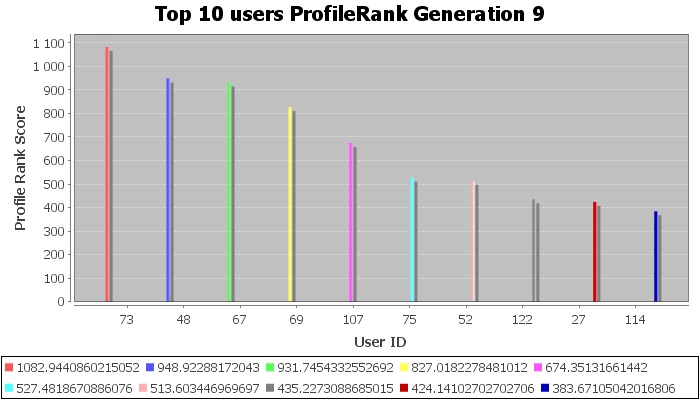 Top 10 users ProfileRank Generation 9
Profile Rank Score
1 100
1 000
900
800
700
600
500
400
300
200
100
0
73 48 67 69 107 75 52 122 27 114
User ID
1082.9440860215052 948.92288172043 931.7454332552692 827.0182278481012 674.35131661442
527.4818670886076 513.603446969697 435.2273088685015 424.14102702702706 383.67105042016806